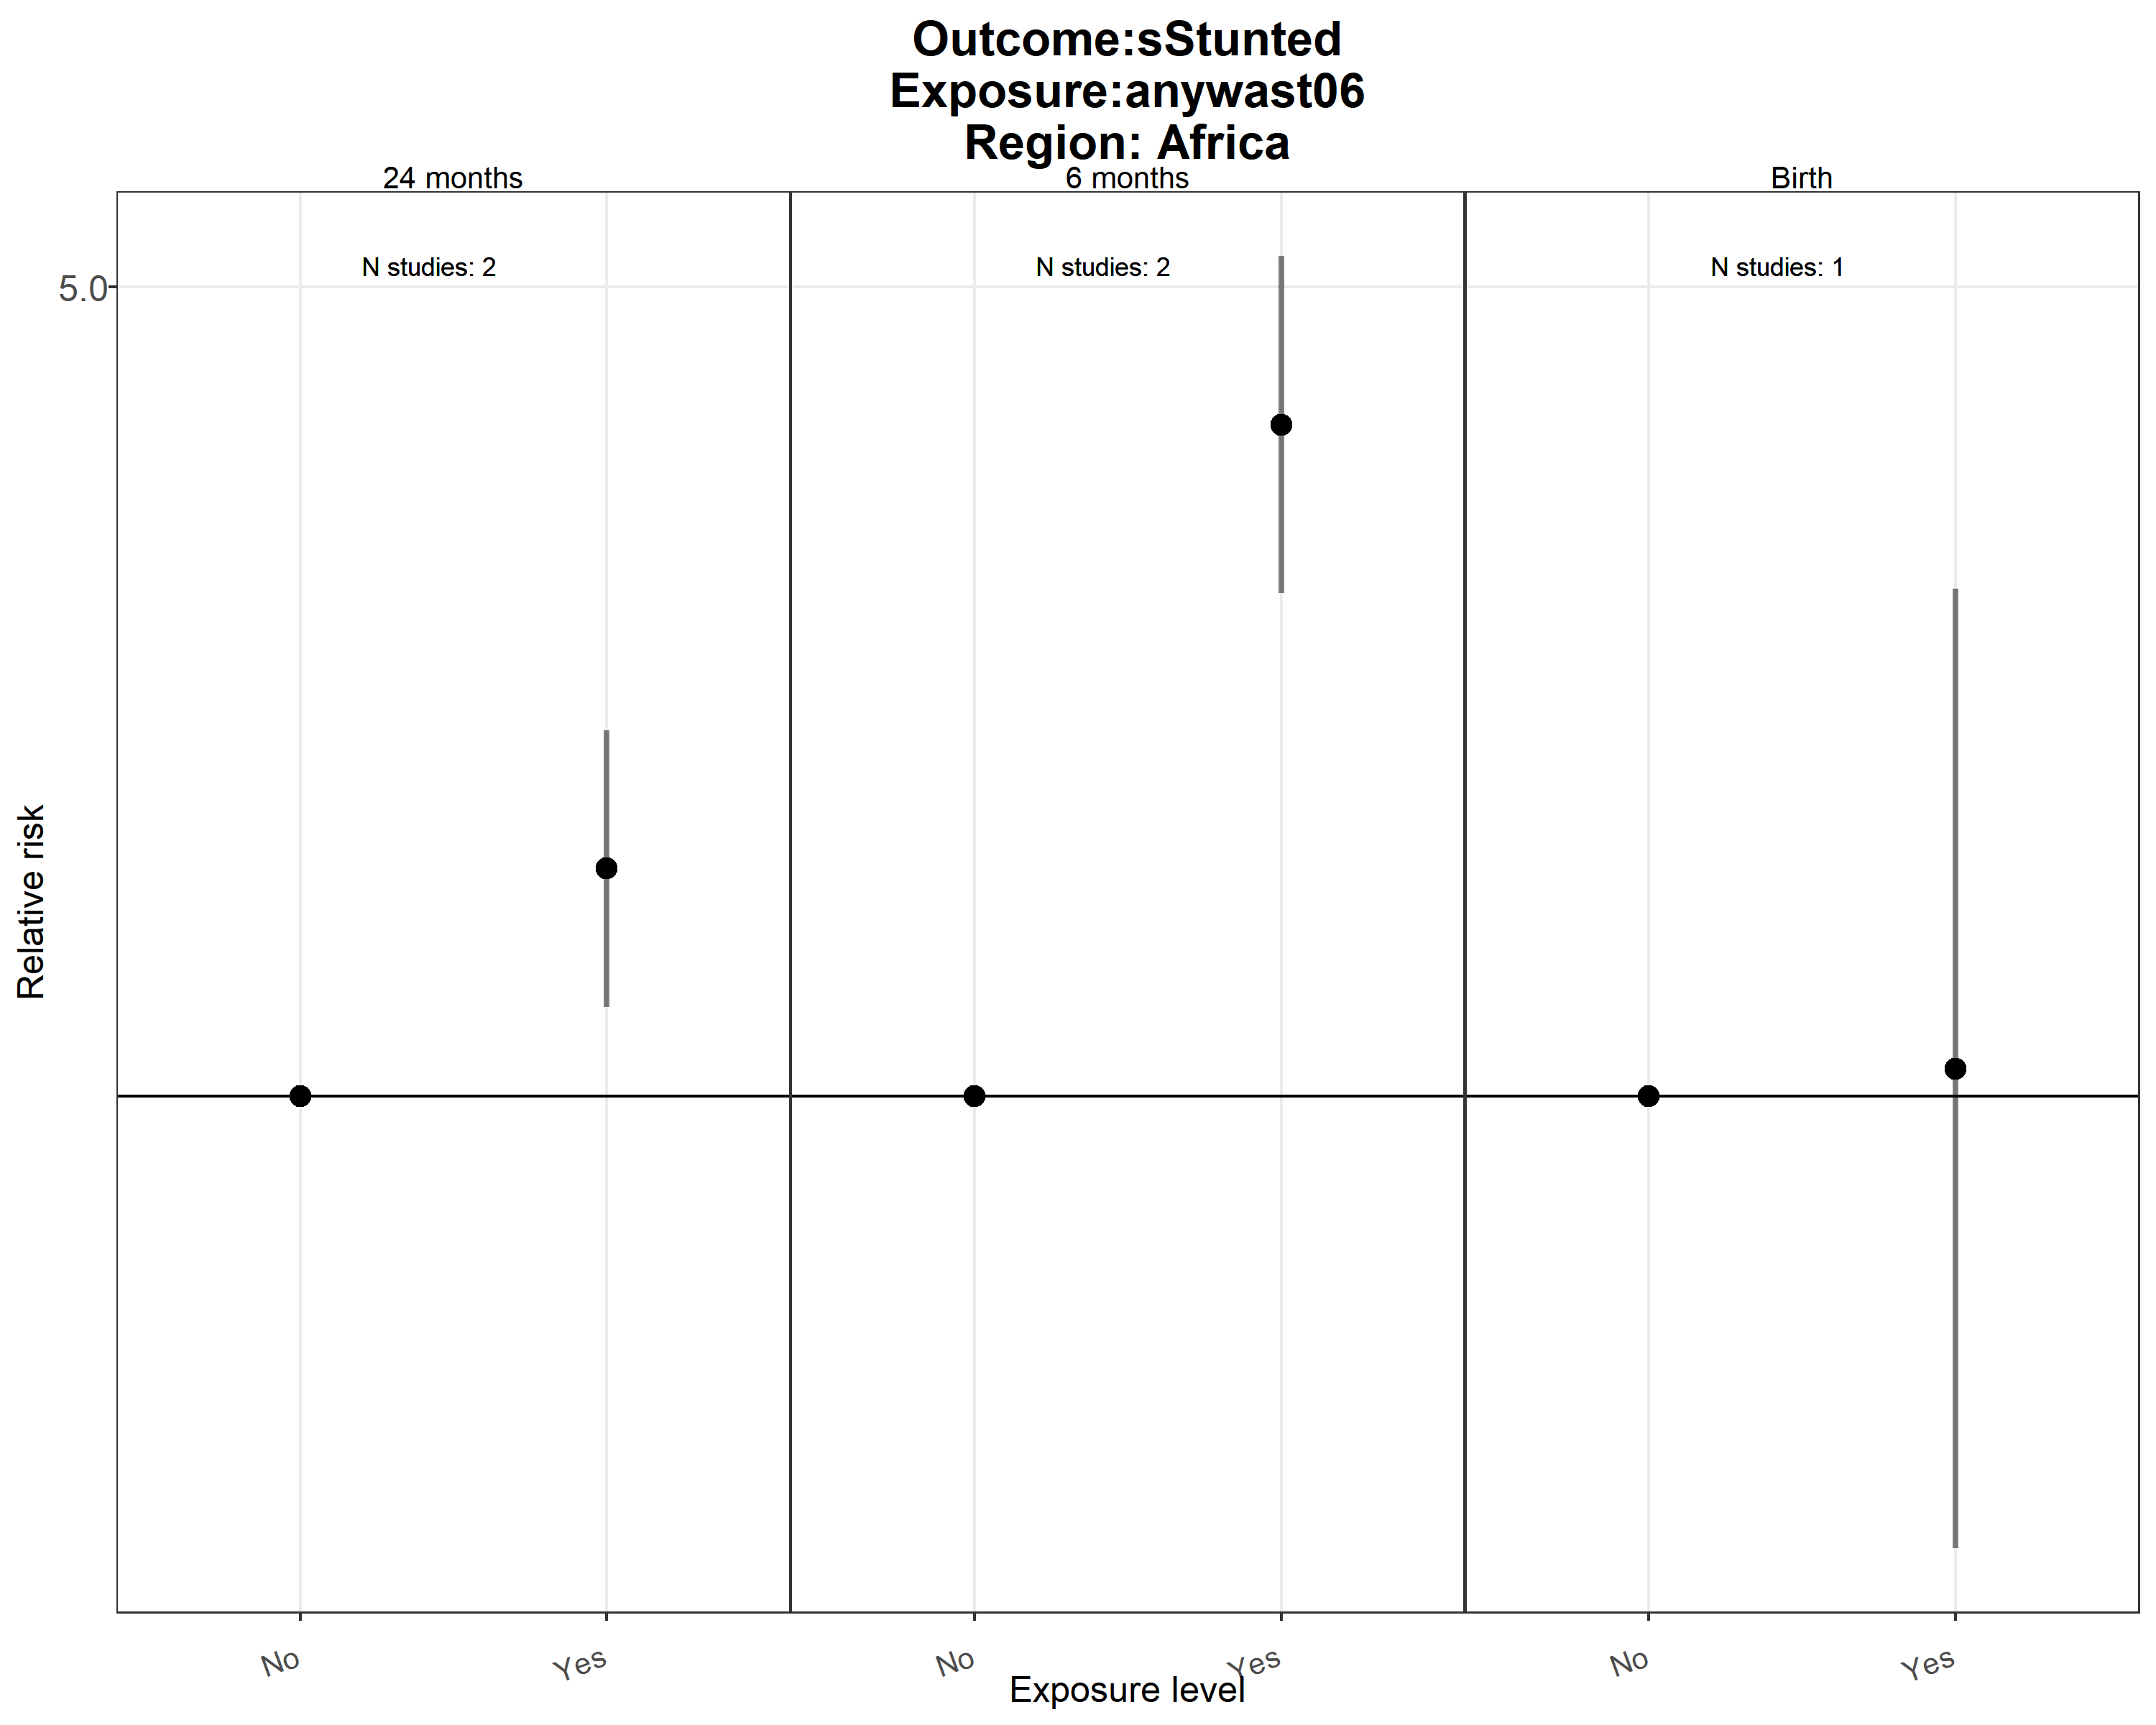 Outcome:sStunted
Exposure:anywast06
Region: Africa
24 months
6 months
Birth
N studies: 2
N studies: 2
N studies: 1
5.0
Relative risk
No
Yes
No
Yes
No
Yes
Exposure level